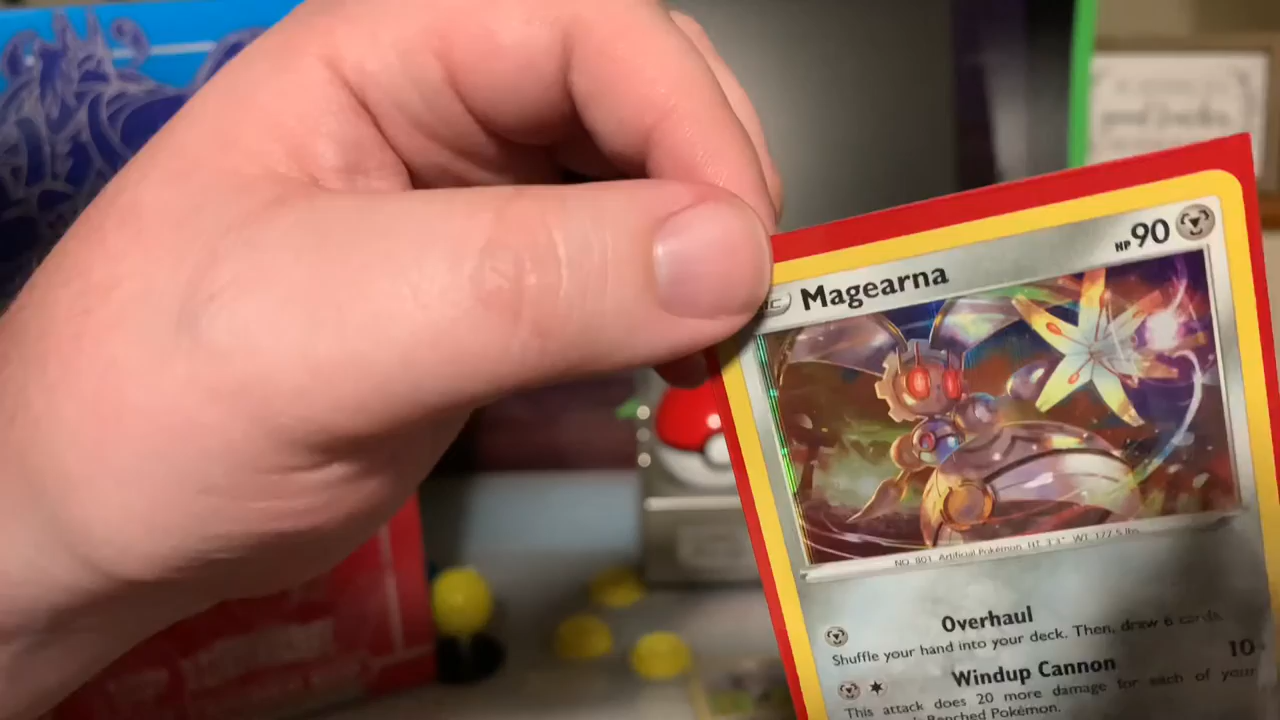 Magearna HP 90
NO. 801 Artificial Pokémon HT 3'3" WT 177.5 lbs.
Overhaul
Shuffle your hand into your deck. Then, draw 6 cards.
Windup Cannon 10
This attack does 20 more damage for each of your
Benched Pokémon.